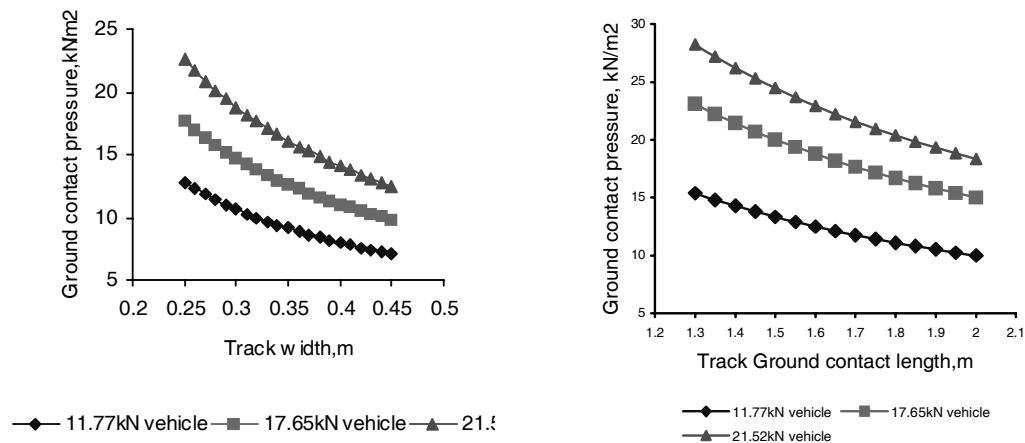 Ground contact pressure,kNm2
25
20
15
10
5
0.2 0.25 0.3 0.35 0.4 0.45 0.5
Track width,m
11.77kN vehicle 17.65kN vehicle 21.5
Ground contact pressure, kN/m2
30
25
20
15
10
5
1.2 1.3 1.4 1.5 1.6 1.7 1.8 1.9 2 2.1
Track Ground contact length,m
11.77kN vehicle 17.65kN vehicle
21.52kN vehicle